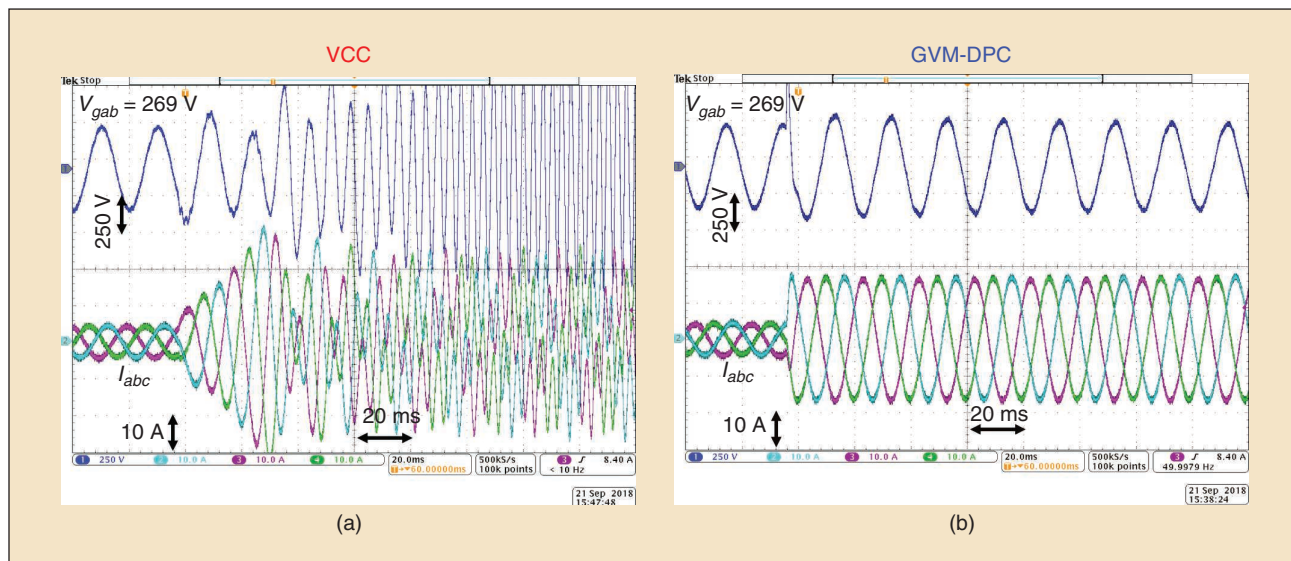 VCC
Tek Stop
T
T
V_gab = 269 V
1
250 V
2
I_abc
20 ms
10 A
1 250 V 2 10.0 A 3 10.0 A 4 10.0 A 20.0ms 500kS/s 3 8.40 A
T→▼60.00000ms 100k points < 10 Hz
21 Sep 2018
15:47:48
(a)
GVM-DPC
Tek Stop
T
T
V_gab = 269 V
1
250 V
2
I_abc
20 ms
10 A
1 250 V 2 10.0 A 3 10.0 A 4 10.0 A 20.0ms 500kS/s 3 8.40 A
T→▼60.00000ms 100k points 49.9979 Hz
21 Sep 2018
15:38:24
(b)